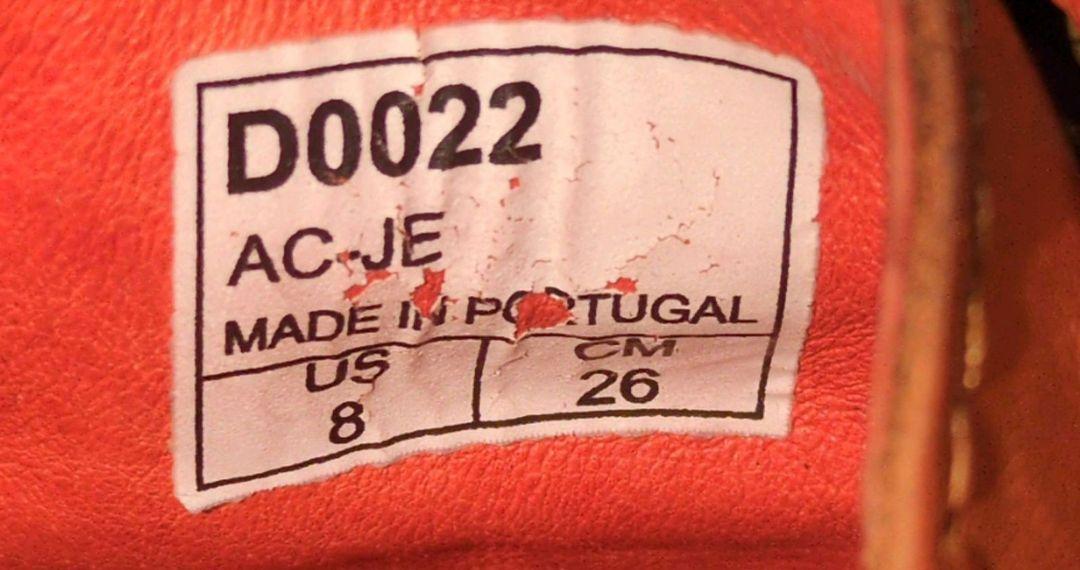 D0022
AC-JE
MADE IN PORTUGAL
US CM
8 26